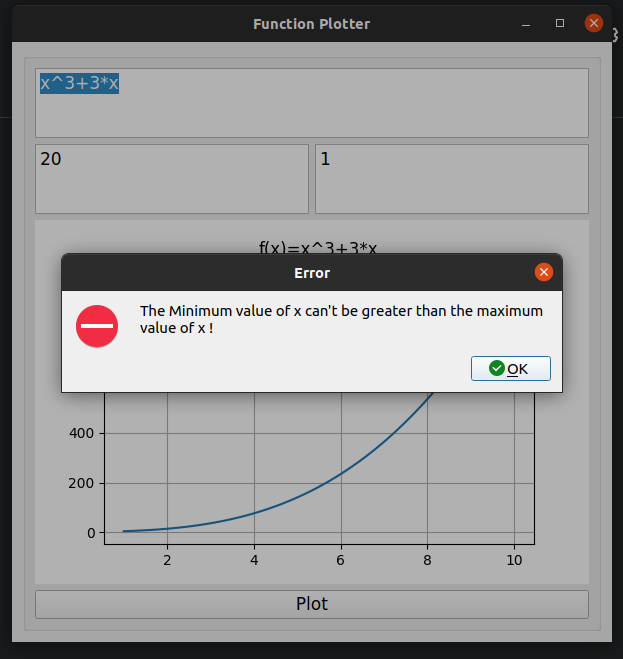 Function Plotter
x^3+3*x
20
1
f(x)=x^3+3*x
Error
The Minimum value of x can't be greater than the maximum
value of x !
OK
400
200
0
2
4
6
8
10
Plot